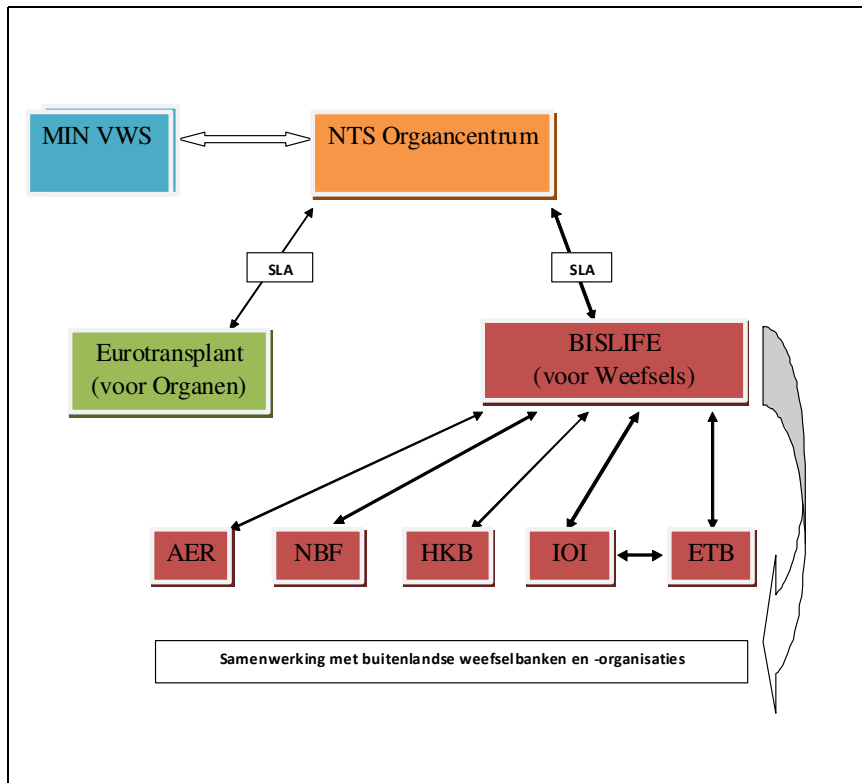 MIN VWS
NTS Orgaancentrum
SLA
SLA
Eurotransplant
(voor Organen)
BISLIFE
(voor Weefsels)
AER
NBF
HKB
IOI
ETB
Samenwerking met buitenlandse weefselbanken en -organisaties